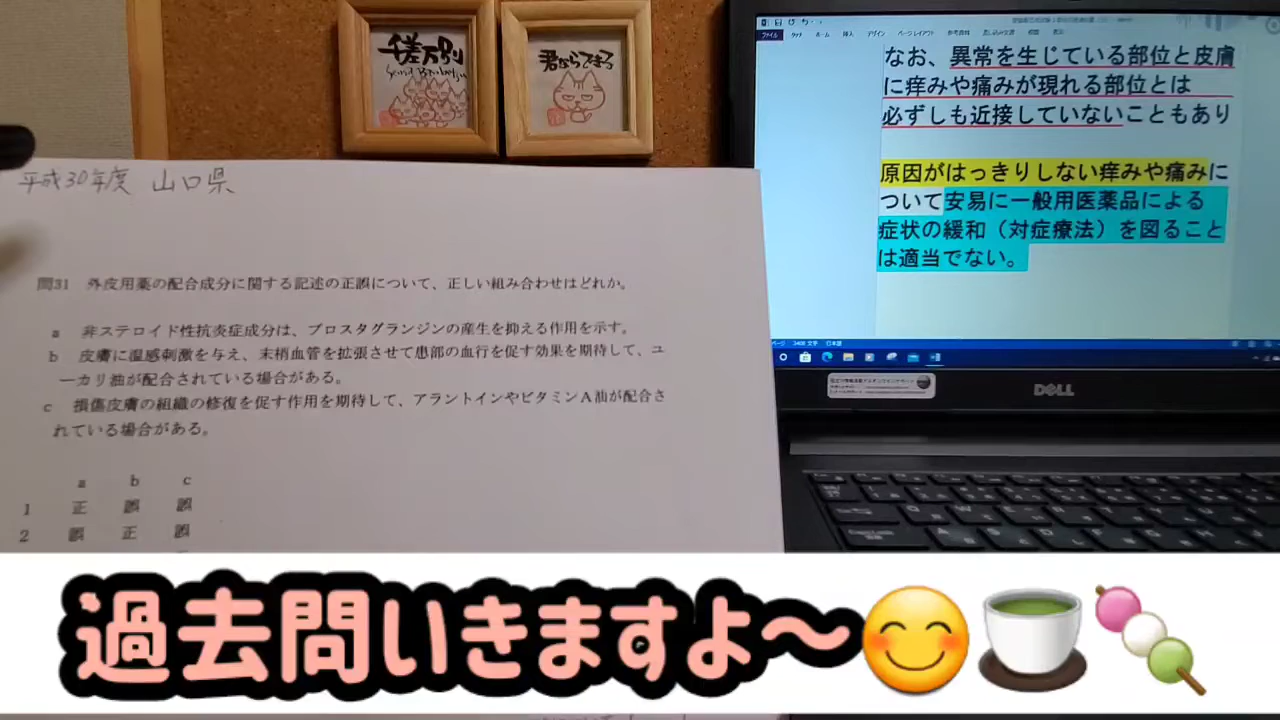 千差万別
君ならできる
なお、異常を生じている部位と皮膚
に痒みや痛みが現れる部位とは
必ずしも近接していないこともあり
原因がはっきりしない痒みや痛みに
ついて安易に一般用医薬品による
症状の緩和（対症療法）を図ること
は適当でない。
平成30年度 山口県
問31 外皮用薬の配合成分に関する記述の正誤について、正しい組み合わせはどれか。
a 非ステロイド性抗炎症成分は、プロスタグランジンの産生を抑える作用を示す。
b 皮膚に温感刺激を与え、末梢血管を拡張させて患部の血行を促す効果を期待して、ユ
ーカリ油が配合されている場合がある。
c 損傷皮膚の組織の修復を促す作用を期待して、アラントインやビタミンA油が配合さ
れている場合がある。
a b c
1 正 誤 誤
2 誤 正 誤
DELL
過去問いきますよ〜😊🍵🍡